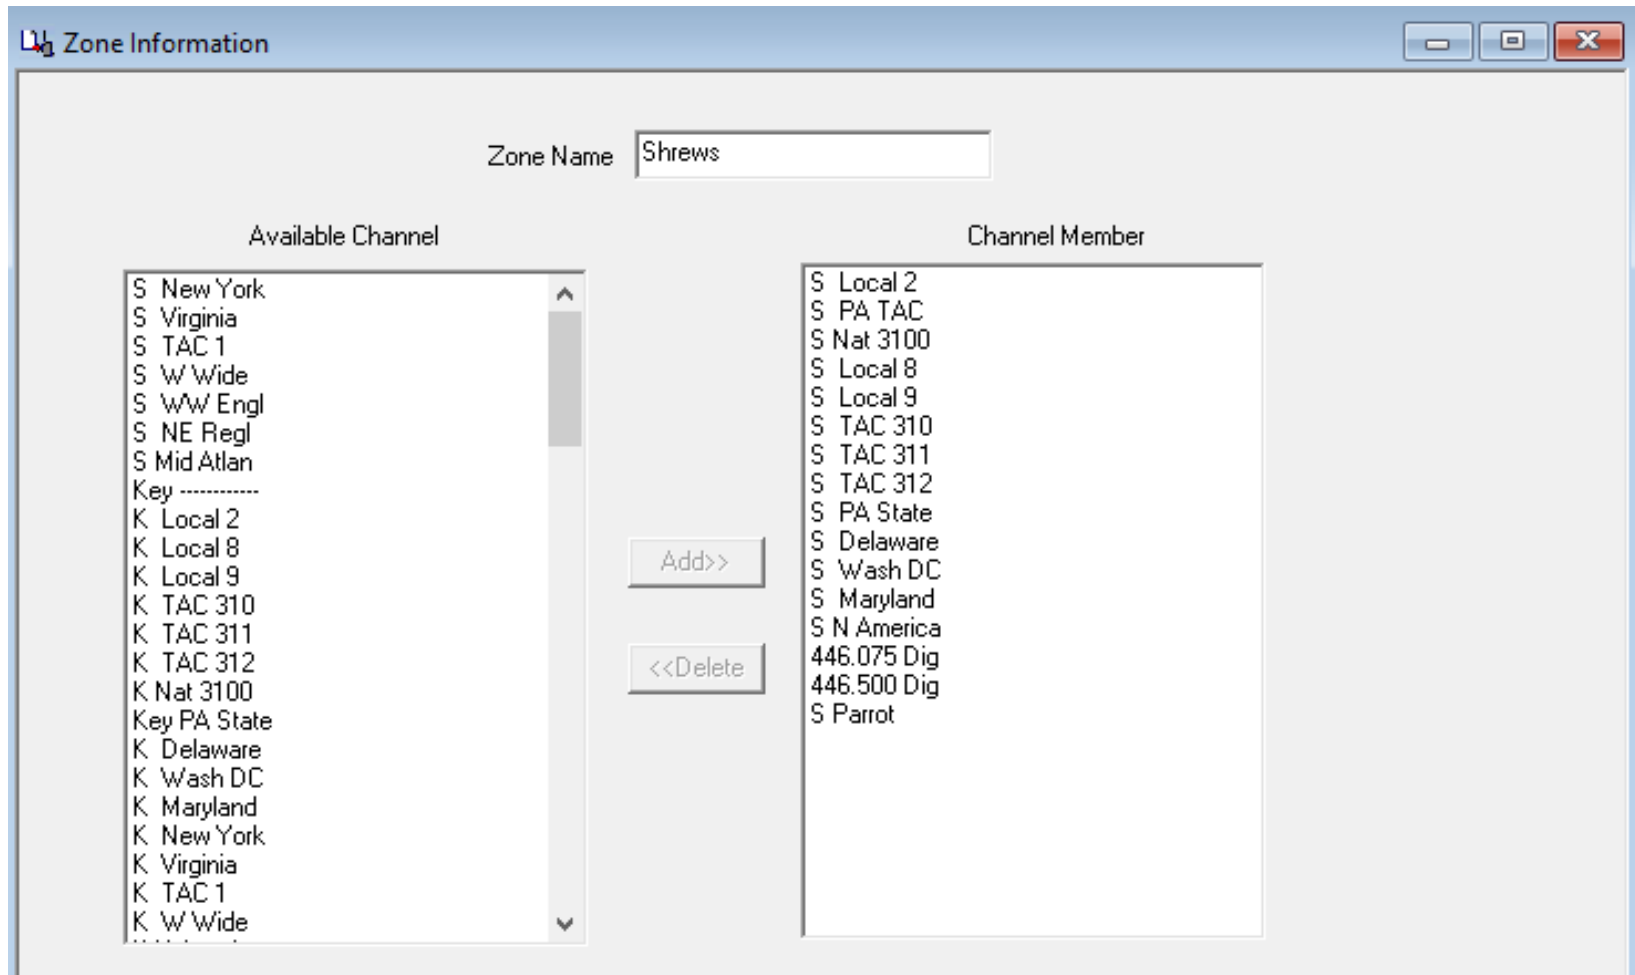 Zone Information
Zone Name Shrews
Available Channel
S  New York
S  Virginia
S  TAC 1
S  W Wide
S  WW Engl
S  NE Regl
S Mid Atlan
Key ------------
K  Local 2
K  Local 8
K  Local 9
K  TAC 310
K  TAC 311
K  TAC 312
K Nat 3100
Key PA State
K  Delaware
K  Wash DC
K  Maryland
K  New York
K  Virginia
K  TAC 1
K  W Wide
Add>>
<<Delete
Channel Member
S  Local 2
S  PA TAC
S Nat 3100
S  Local 8
S  Local 9
S  TAC 310
S  TAC 311
S  TAC 312
S  PA State
S  Delaware
S  Wash DC
S  Maryland
S N America
446.075 Dig
446.500 Dig
S Parrot